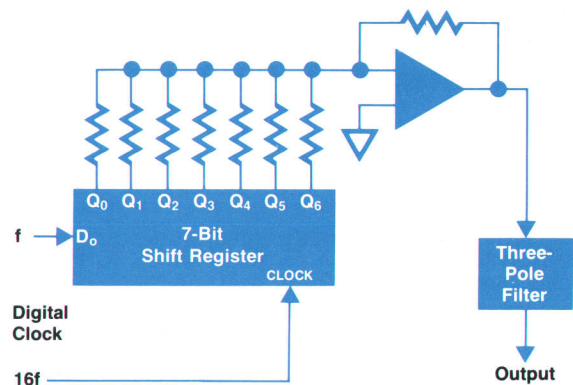 Q0 Q1 Q2 Q3 Q4 Q5 Q6
f
Do
7-Bit
Shift Register
CLOCK
Three-
Pole
Filter
Digital
Clock
16f
Output